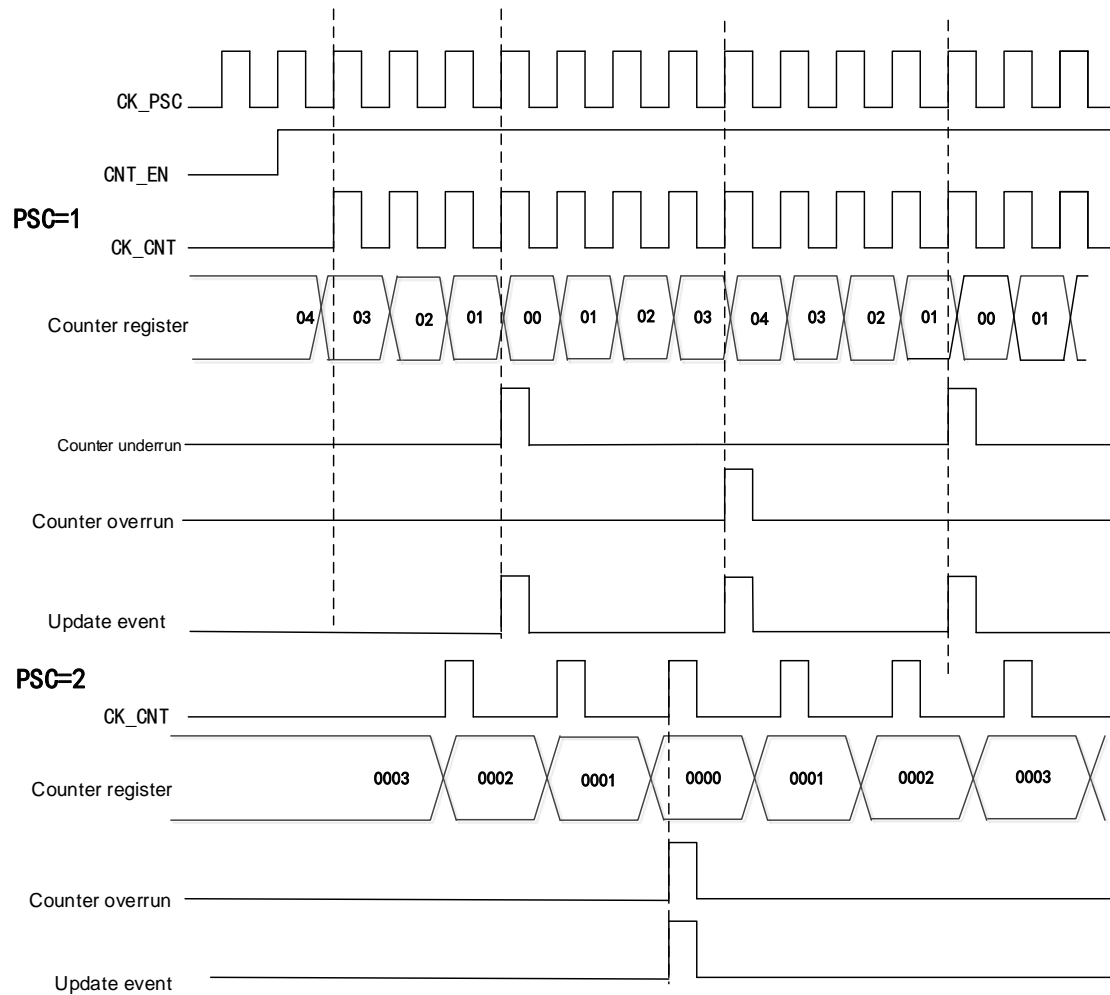 CK_PSC
CNT_EN
PSC=1
CK_CNT
Counter register 04 03 02 01 00 01 02 03 04 03 02 01 00 01
Counter underrun
Counter overrun
Update event
PSC=2
CK_CNT
Counter register 0003 0002 0001 0000 0001 0002 0003
Counter overrun
Update event